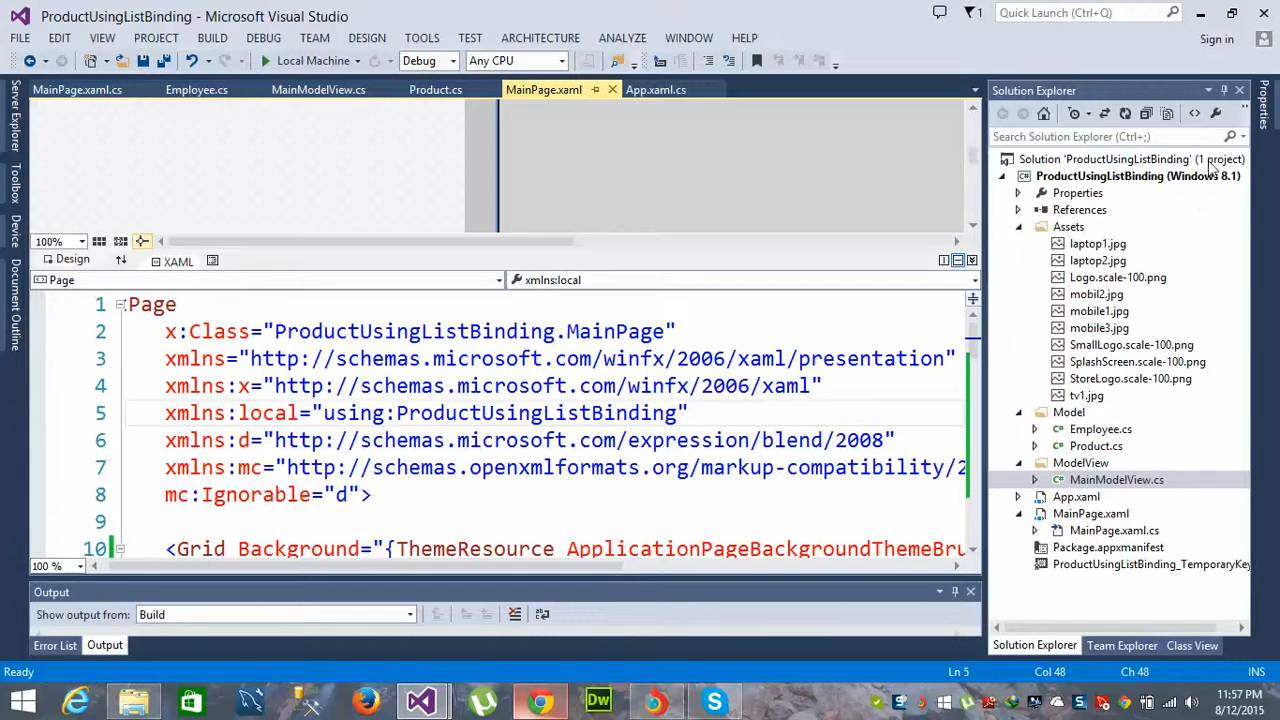 ProductUsingListBinding - Microsoft Visual Studio
1
Quick Launch (Ctrl+Q)
FILE EDIT VIEW PROJECT BUILD DEBUG TEAM DESIGN TOOLS TEST ARCHITECTURE ANALYZE WINDOW HELP
Sign in
Local Machine Debug Any CPU
MainPage.xaml.cs Employee.cs MainModelView.cs Product.cs MainPage.xaml App.xaml.cs
Server Explorer
Toolbox
Device
Document Outline
100%
Design XAML
Page xmlns:local
1 Page
2 x:Class="ProductUsingListBinding.MainPage"
3 xmlns="http://schemas.microsoft.com/winfx/2006/xaml/presentation"
4 xmlns:x="http://schemas.microsoft.com/winfx/2006/xaml"
5 xmlns:local="using:ProductUsingListBinding"
6 xmlns:d="http://schemas.microsoft.com/expression/blend/2008"
7 xmlns:mc="http://schemas.openxmlformats.org/markup-compatibility/2
8 mc:Ignorable="d">
9
10 <Grid Background="{ThemeResource ApplicationPageBackgroundThemeBru
100 %
Output
Show output from: Build
Error List Output
Solution Explorer
Search Solution Explorer (Ctrl+;)
Solution 'ProductUsingListBinding' (1 project)
ProductUsingListBinding (Windows 8.1)
Properties
References
Assets
laptop1.jpg
laptop2.jpg
Logo.scale-100.png
mobil2.jpg
mobile1.jpg
mobile3.jpg
SmallLogo.scale-100.png
SplashScreen.scale-100.png
StoreLogo.scale-100.png
tv1.jpg
Model
Employee.cs
Product.cs
ModelView
MainModelView.cs
App.xaml
MainPage.xaml
MainPage.xaml.cs
Package.appxmanifest
ProductUsingListBinding_TemporaryKey
Solution Explorer Team Explorer Class View
Properties
Ready Ln 5 Col 48 Ch 48 INS
Dw
11:57 PM
8/12/2015